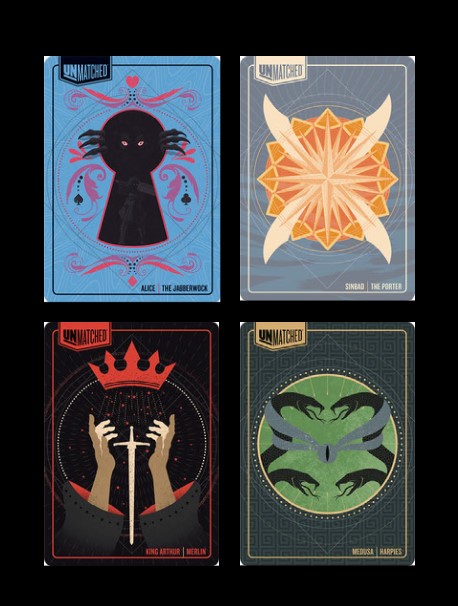 UNMATCHED
ALICE | THE JABBERWOCK
UNMATCHED
SINBAD | THE PORTER
UNMATCHED
KING ARTHUR | MERLIN
UNMATCHED
MEDUSA | HARPIES